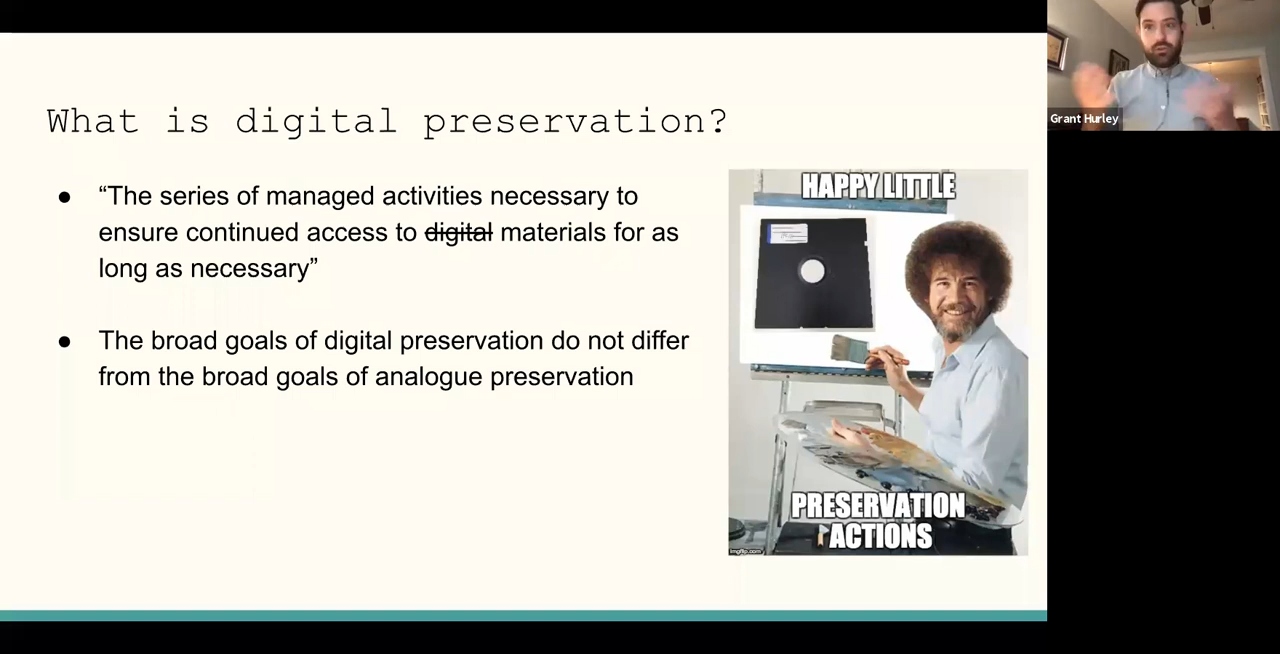 What is digital preservation?
● “The series of managed activities necessary to
ensure continued access to digital materials for as
long as necessary”
● The broad goals of digital preservation do not differ
from the broad goals of analogue preservation
HAPPY LITTLE
PRESERVATION
ACTIONS
imgflip.com
Grant Hurley